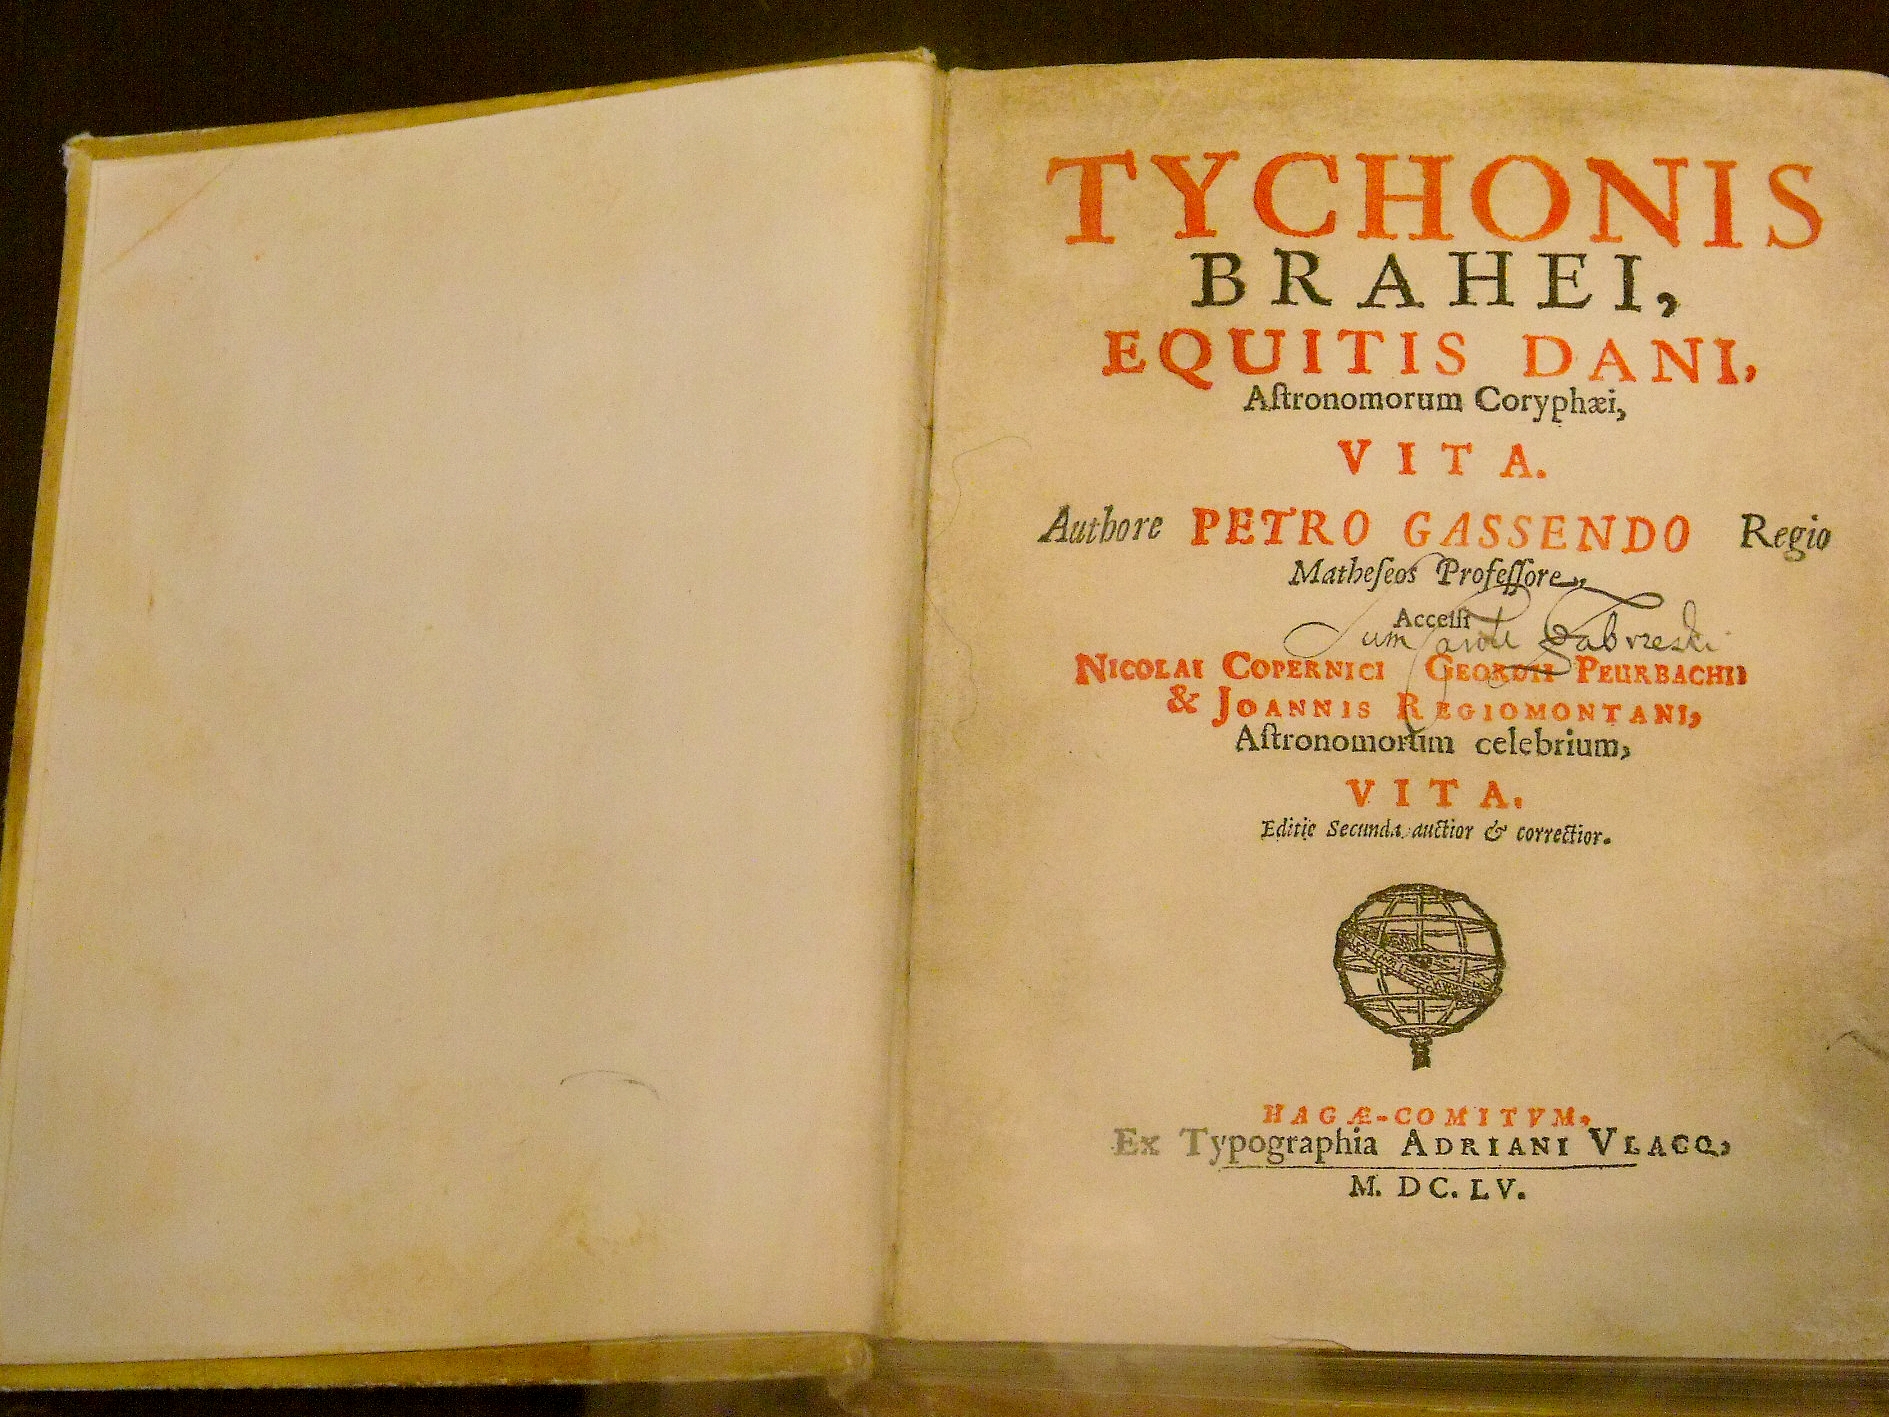 TYCHONIS
BRAHEI,
EQUITIS DANI,
Aſtronomorum Coryphæi,
VITA.
Authore PETRO GASSENDO Regio
Matheſeos Profeſſore,
Acceſſit
NICOLAI COPERNICI GEORGII PEURBACHII
& JOANNIS REGIOMONTANI,
Aſtronomorum celebrium,
VITA.
Editio Secunda auctior & correctior.
HAGÆ-COMITVM,
Ex Typographia ADRIANI VLACQ,
M. DC. LV.